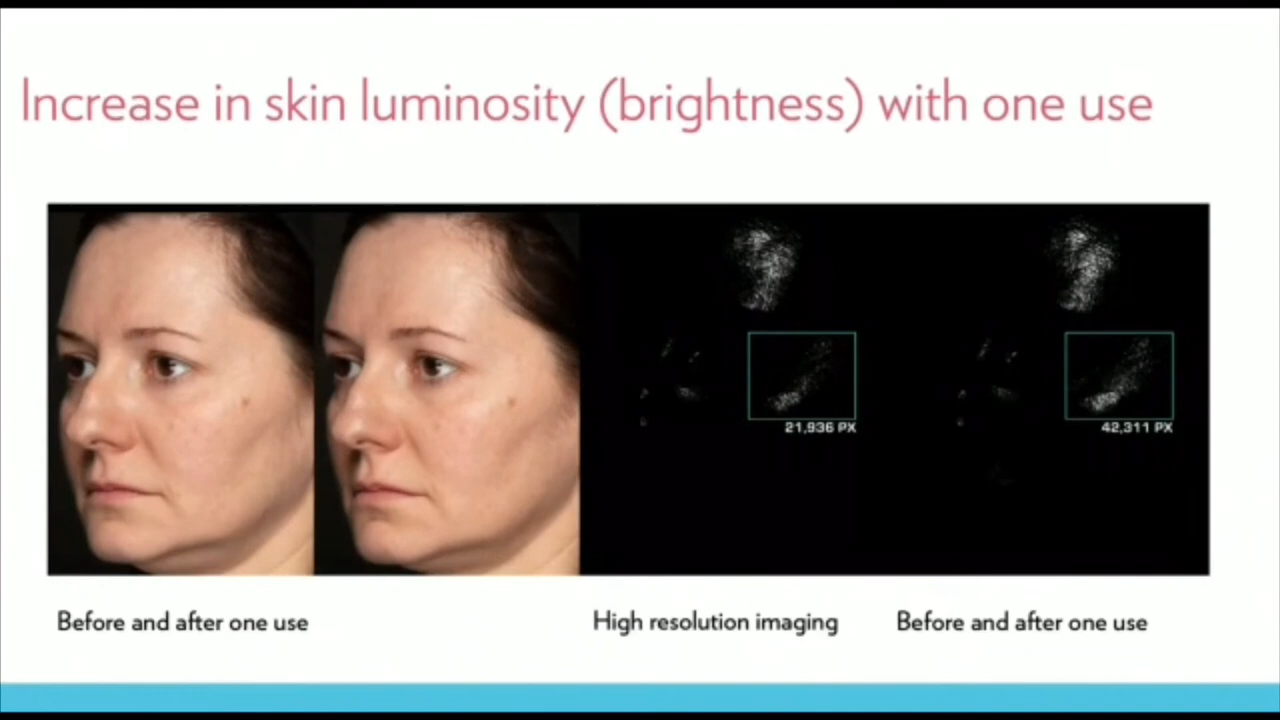 Increase in skin luminosity (brightness) with one use
21,936 PX
42,311 PX
Before and after one use
High resolution imaging
Before and after one use